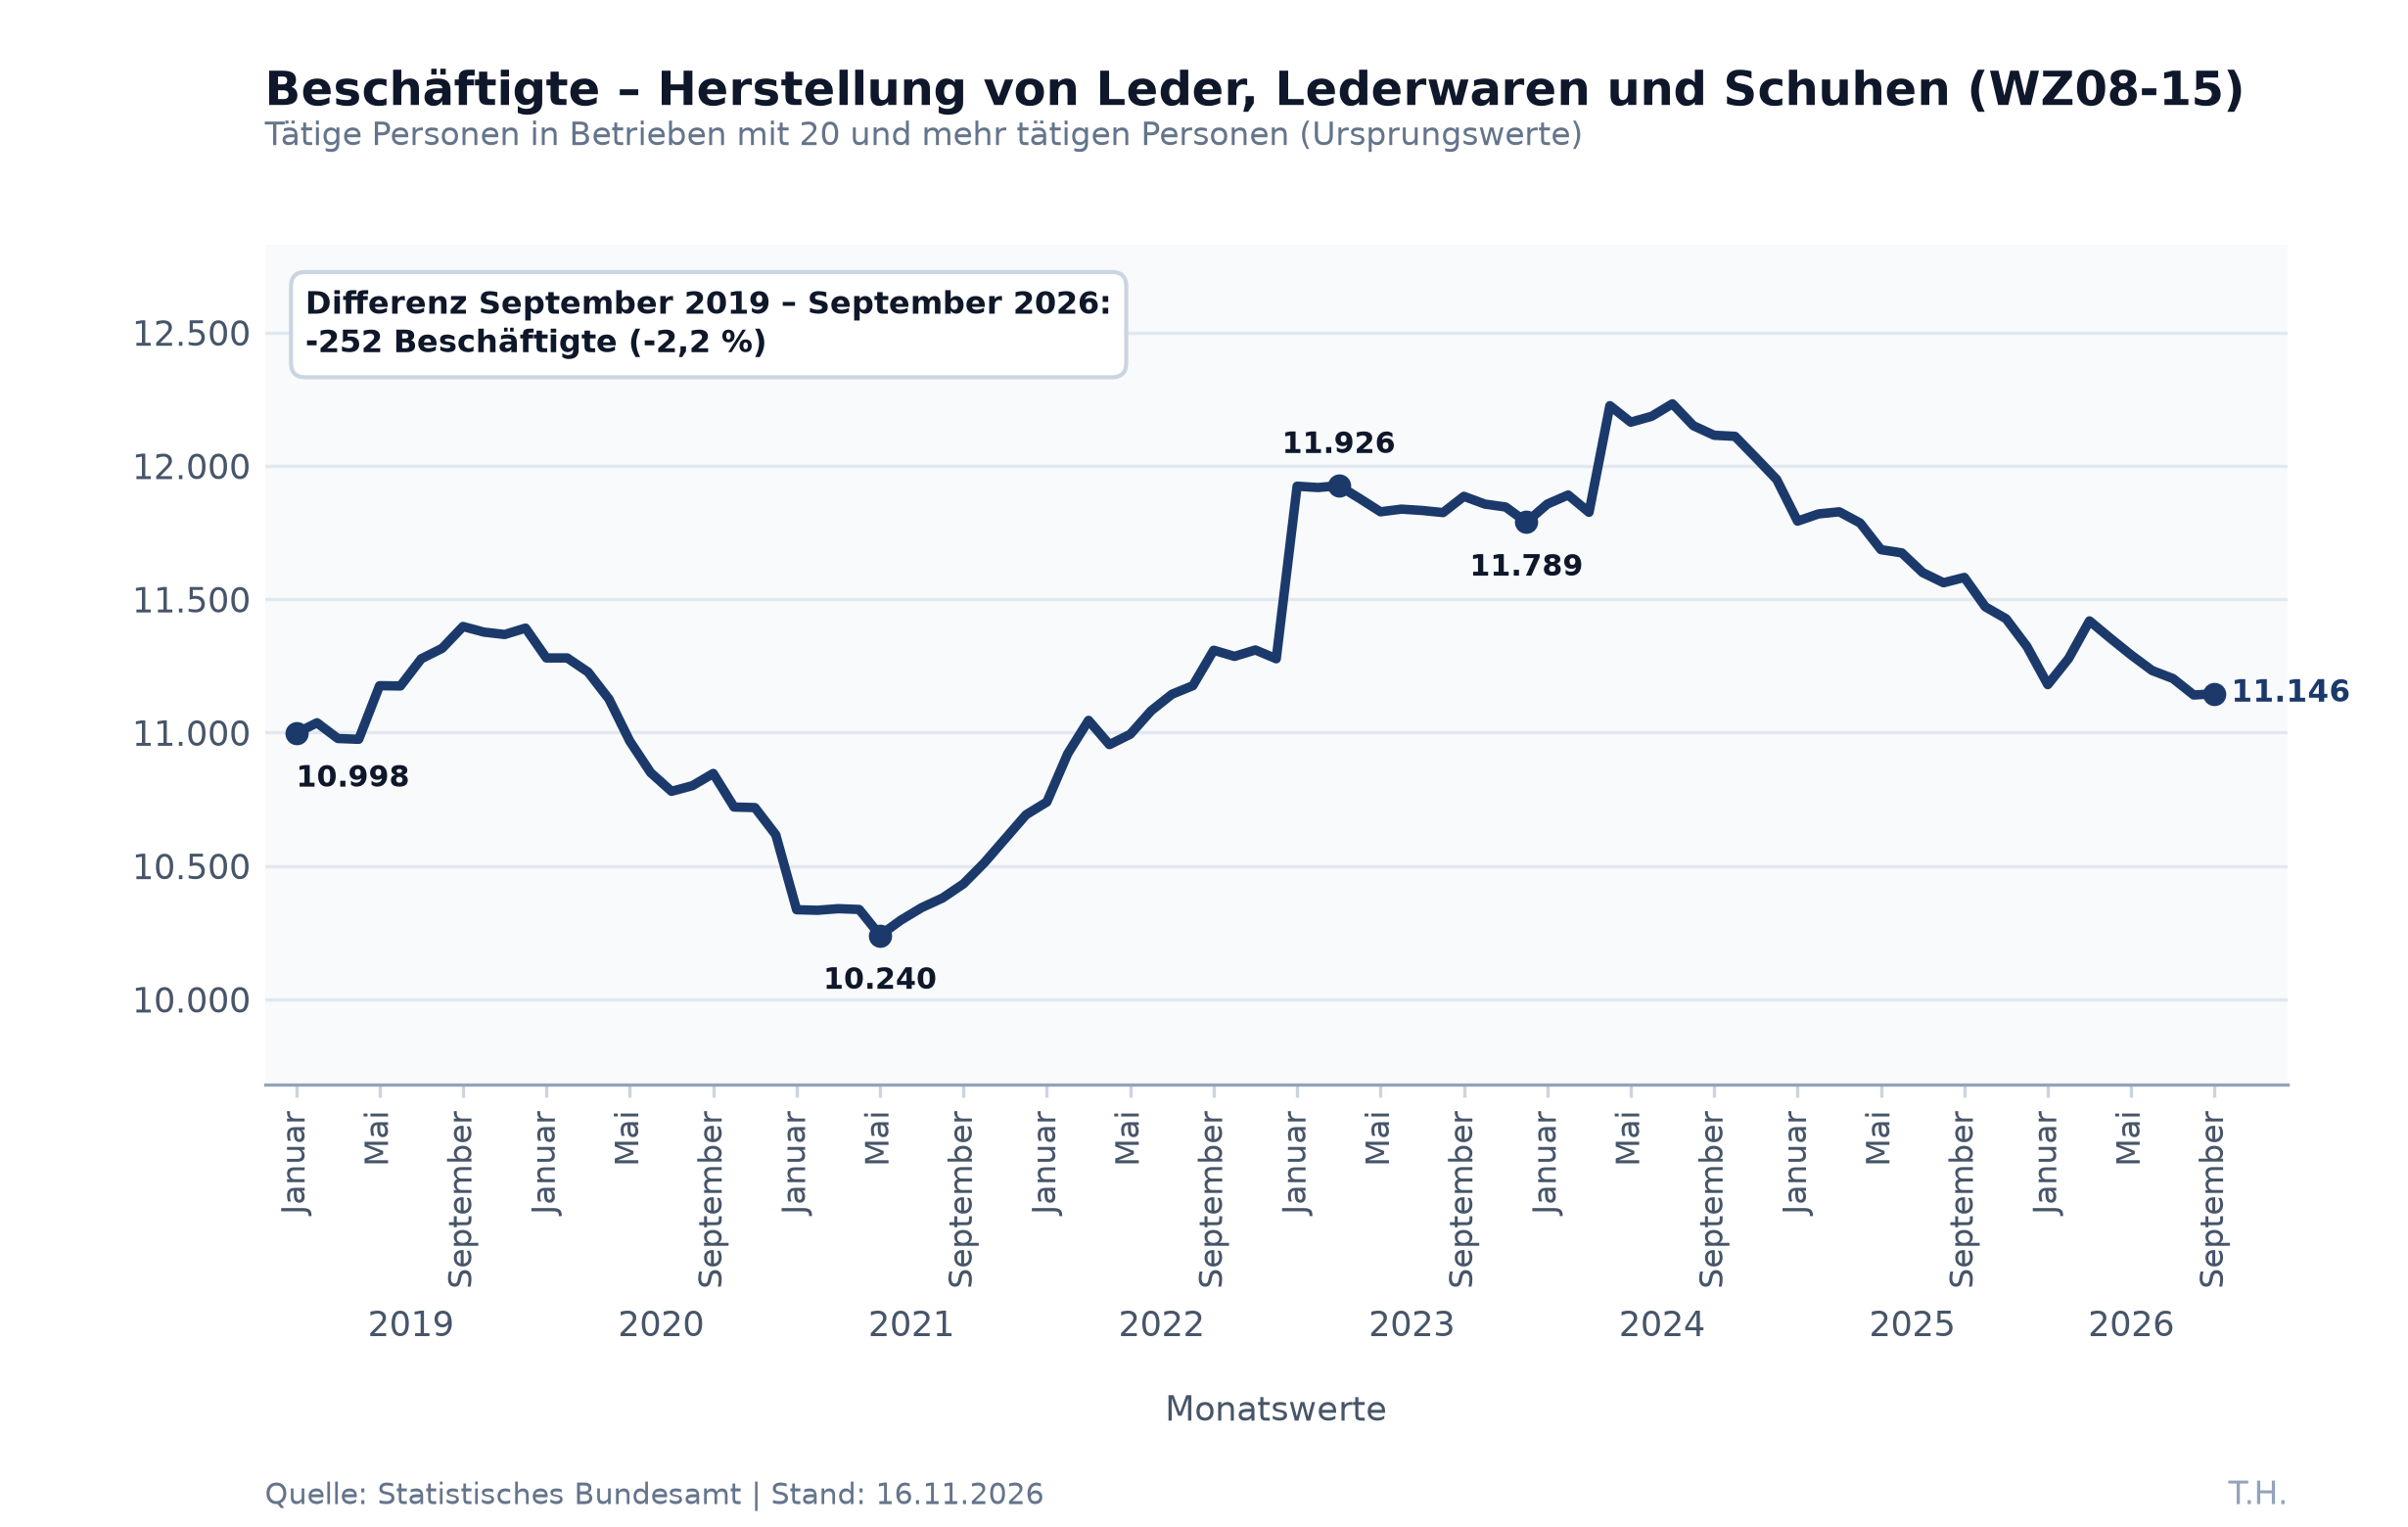 Beschäftigte – Herstellung von Leder, Lederwaren und Schuhen (WZ08-15)
Tätige Personen in Betrieben mit 20 und mehr tätigen Personen (Ursprungswerte)
Differenz September 2019 – September 2026:
-252 Beschäftigte (-2,2 %)
12.500
12.000
11.500
11.000
10.500
10.000
10.998
10.240
11.926
11.789
11.146
Januar
Mai
September
Januar
Mai
September
Januar
Mai
September
Januar
Mai
September
Januar
Mai
September
Januar
Mai
September
Januar
Mai
September
Januar
Mai
September
2019 2020 2021 2022 2023 2024 2025 2026
Monatswerte
Quelle: Statistisches Bundesamt | Stand: 16.11.2026
T.H.